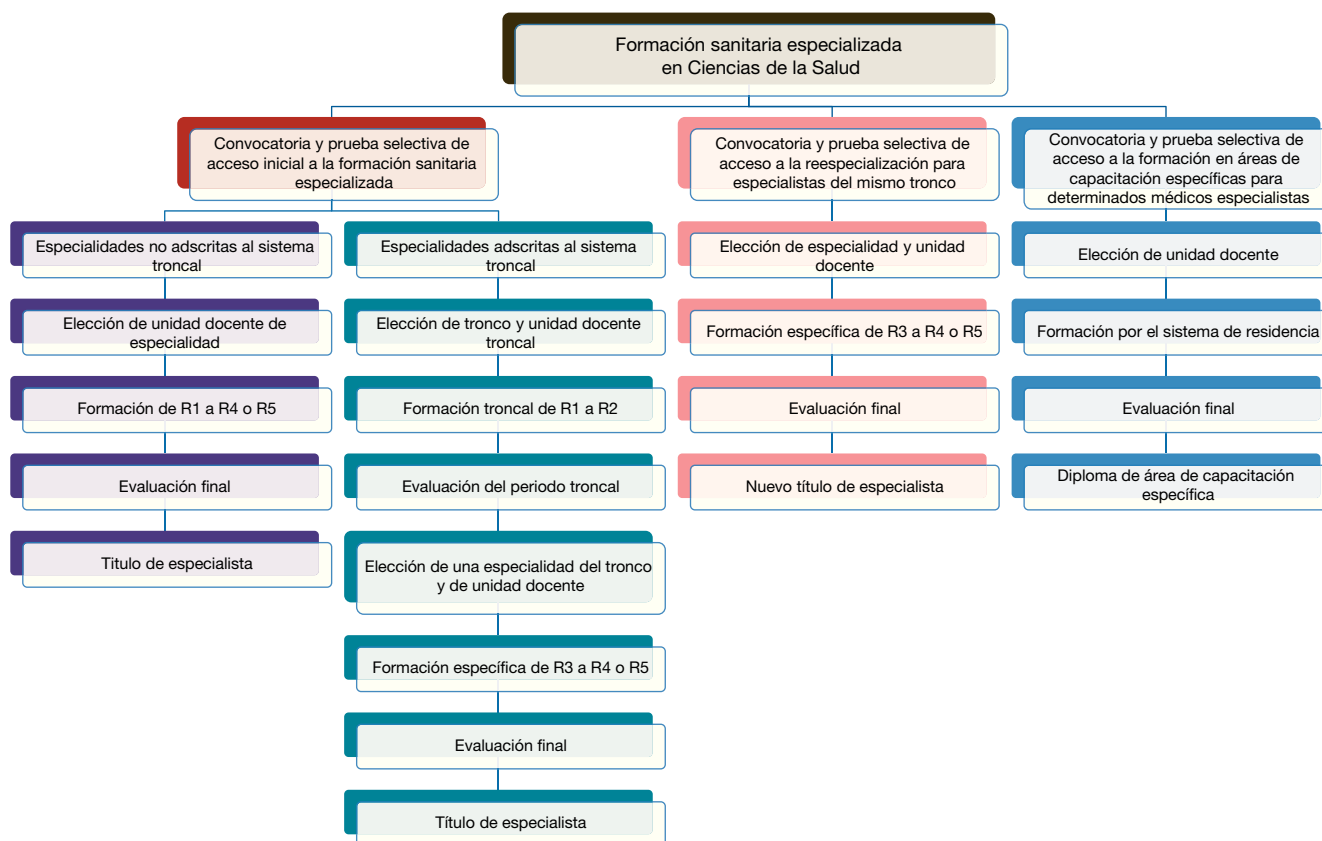 Formación sanitaria especializada
en Ciencias de la Salud
Convocatoria y prueba selectiva de
acceso inicial a la formación sanitaria
especializada
Convocatoria y prueba selectiva de
acceso a la reespecialización para
especialistas del mismo tronco
Convocatoria y prueba selectiva de
acceso a la formación en áreas de
capacitación específicas para
determinados médicos especialistas
Especialidades no adscritas al sistema
troncal
Especialidades adscritas al sistema
troncal
Elección de especialidad y unidad
docente
Elección de unidad docente
Elección de unidad docente de
especialidad
Elección de tronco y unidad docente
troncal
Formación específica de R3 a R4 o R5
Formación por el sistema de residencia
Formación de R1 a R4 o R5
Formación troncal de R1 a R2
Evaluación final
Evaluación final
Evaluación final
Evaluación del periodo troncal
Nuevo título de especialista
Diploma de área de capacitación
específica
Titulo de especialista
Elección de una especialidad del tronco
y de unidad docente
Formación específica de R3 a R4 o R5
Evaluación final
Título de especialista